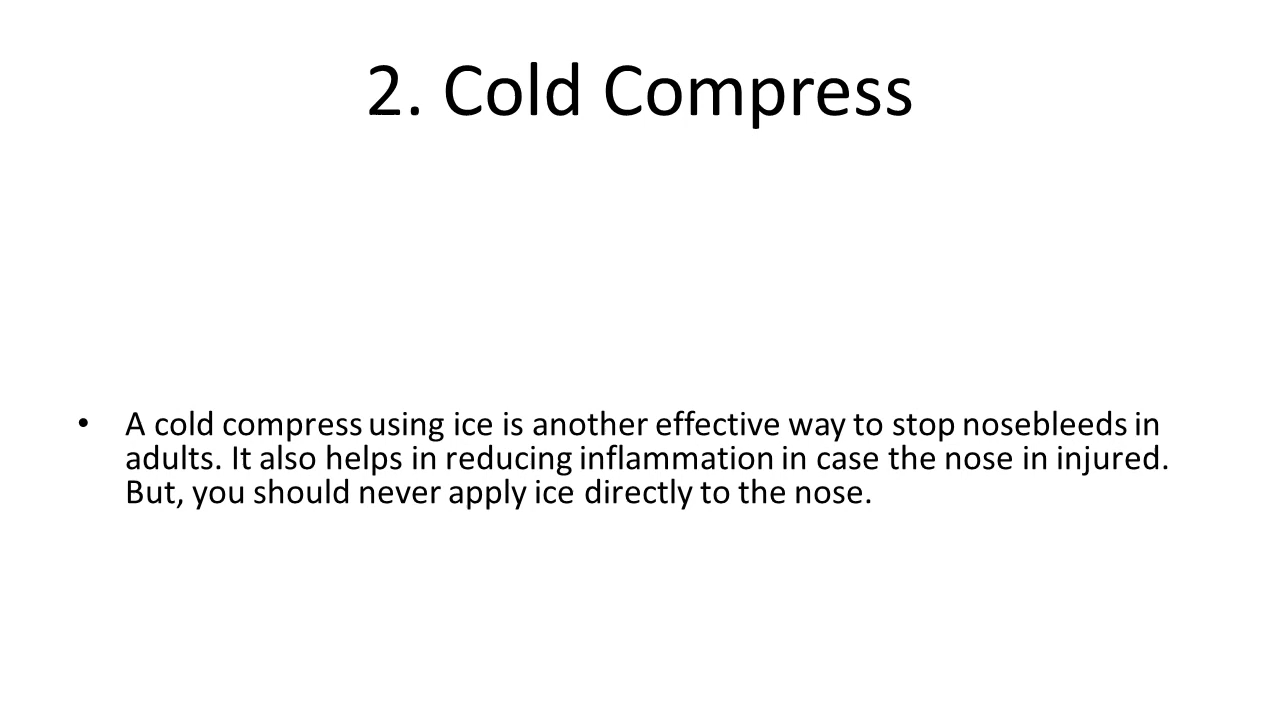 2. Cold Compress
• A cold compress using ice is another effective way to stop nosebleeds in
adults. It also helps in reducing inflammation in case the nose in injured.
But, you should never apply ice directly to the nose.